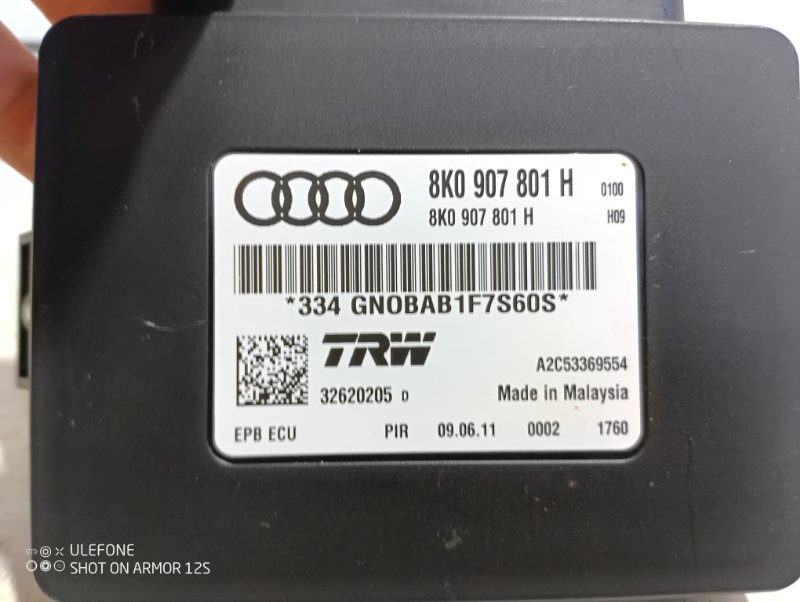 8K0 907 801 H 0100
8K0 907 801 H H09
*334 GN0BAB1F7S60S*
TRW
A2C53369554
32620205 D Made in Malaysia
EPB ECU PIR 09.06.11 0002 1760
ULEFONE
SHOT ON ARMOR 12S